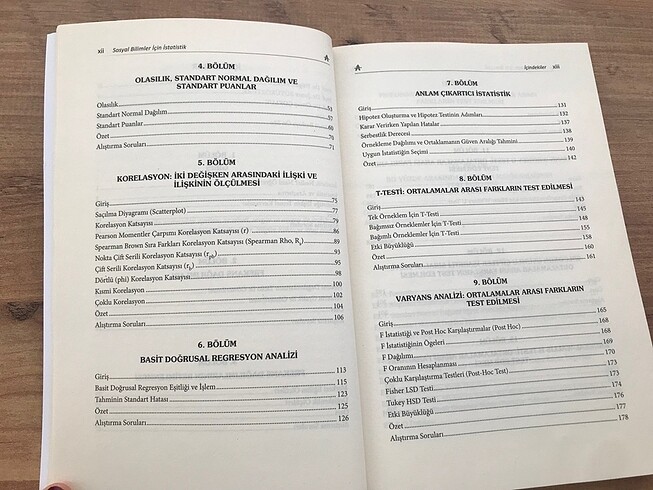 xii Sosyal Bilimler İçin İstatistik
4. BÖLÜM
OLASILIK, STANDART NORMAL DAĞILIM VE
STANDART PUANLAR
Olasılık 53
Standart Normal Dağılım 57
Standart Puanlar 60
Özet 70
Alıştırma Soruları 71
5. BÖLÜM
KORELASYON: İKİ DEĞİŞKEN ARASINDAKİ İLİŞKİ VE
İLİŞKİNİN ÖLÇÜLMESİ
Giriş 75
Saçılma Diyagramı (Scatterplot) 77
Korelasyon Katsayısı 79
Pearson Momentler Çarpımı Korelasyon Katsayısı (r) 86
Spearman Brown Sıra Farkları Korelasyon Katsayısı (Spearman Rho, rs) 89
Nokta Çift Serili Korelasyon Katsayısı (rpb) 93
Çift Serili Korelasyon Katsayısı 95
Dörtlü (phi) Korelasyon Katsayısı 98
Kısmi Korelasyon 100
Çoklu Korelasyon 102
Özet 104
Alıştırma Soruları 106
6. BÖLÜM
BASİT DOĞRUSAL REGRESYON ANALİZİ
Giriş 113
Basit Doğrusal Regresyon Eşitliği ve İşlem 115
Tahminin Standart Hatası 123
Özet 125
Alıştırma Soruları 126
İçindekiler xiii
7. BÖLÜM
ANLAM ÇIKARTICI İSTATİSTİK
Giriş 131
Hipotez Oluşturma ve Hipotez Testinin Adımları 132
Karar Verirken Yapılan Hatalar 137
Serbestlik Derecesi 138
Örnekleme Dağılımı ve Ortalamanın Güven Aralığı Tahmini 139
Uygun İstatistiğin Seçimi 140
Özet 142
8. BÖLÜM
T-TESTİ: ORTALAMALAR ARASI FARKLARIN TEST EDİLMESİ
Giriş 143
Tek Örneklem İçin T-Testi 145
Bağımsız Örneklemler İçin T-Testi 148
Bağımlı Örneklemler İçin T-Testi 155
Etki Büyüklüğü 158
Özet 160
Alıştırma Soruları 161
9. BÖLÜM
VARYANS ANALİZİ: ORTALAMALAR ARASI FARKLARIN
TEST EDİLMESİ
Giriş 165
F İstatistiği ve Post Hoc Karşılaştırmalar (Post Hoc) 168
F İstatistiğinin Ögeleri 168
F Dağılımı 169
F Oranının Hesaplanması 170
Çoklu Karşılaştırma Testleri (Post-Hoc Test) 173
Fisher LSD Testi 173
Tukey HSD Testi 174
Etki Büyüklüğü 176
Özet 177
Alıştırma Soruları 178